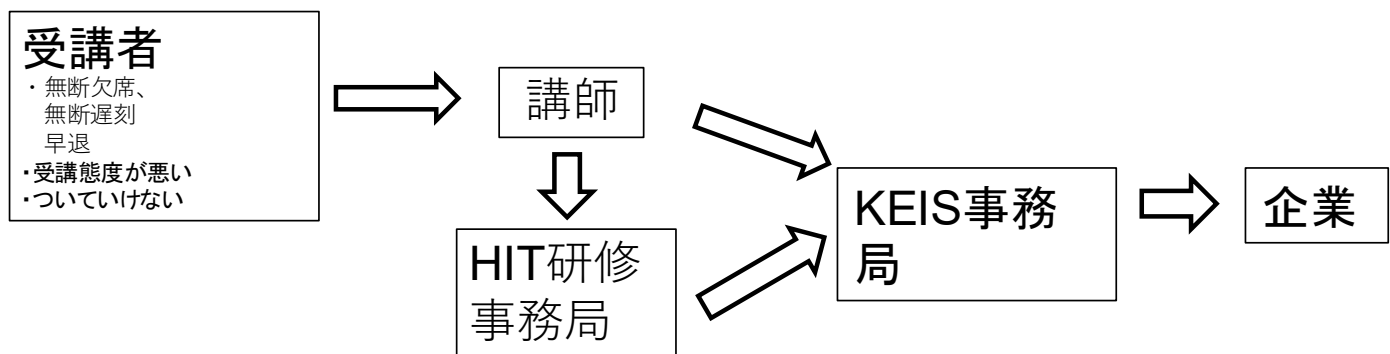 受講者
・無断欠席、
無断遅刻
早退
・受講態度が悪い
・ついていけない
講師
HIT研修
事務局
KEIS事務
局
企業